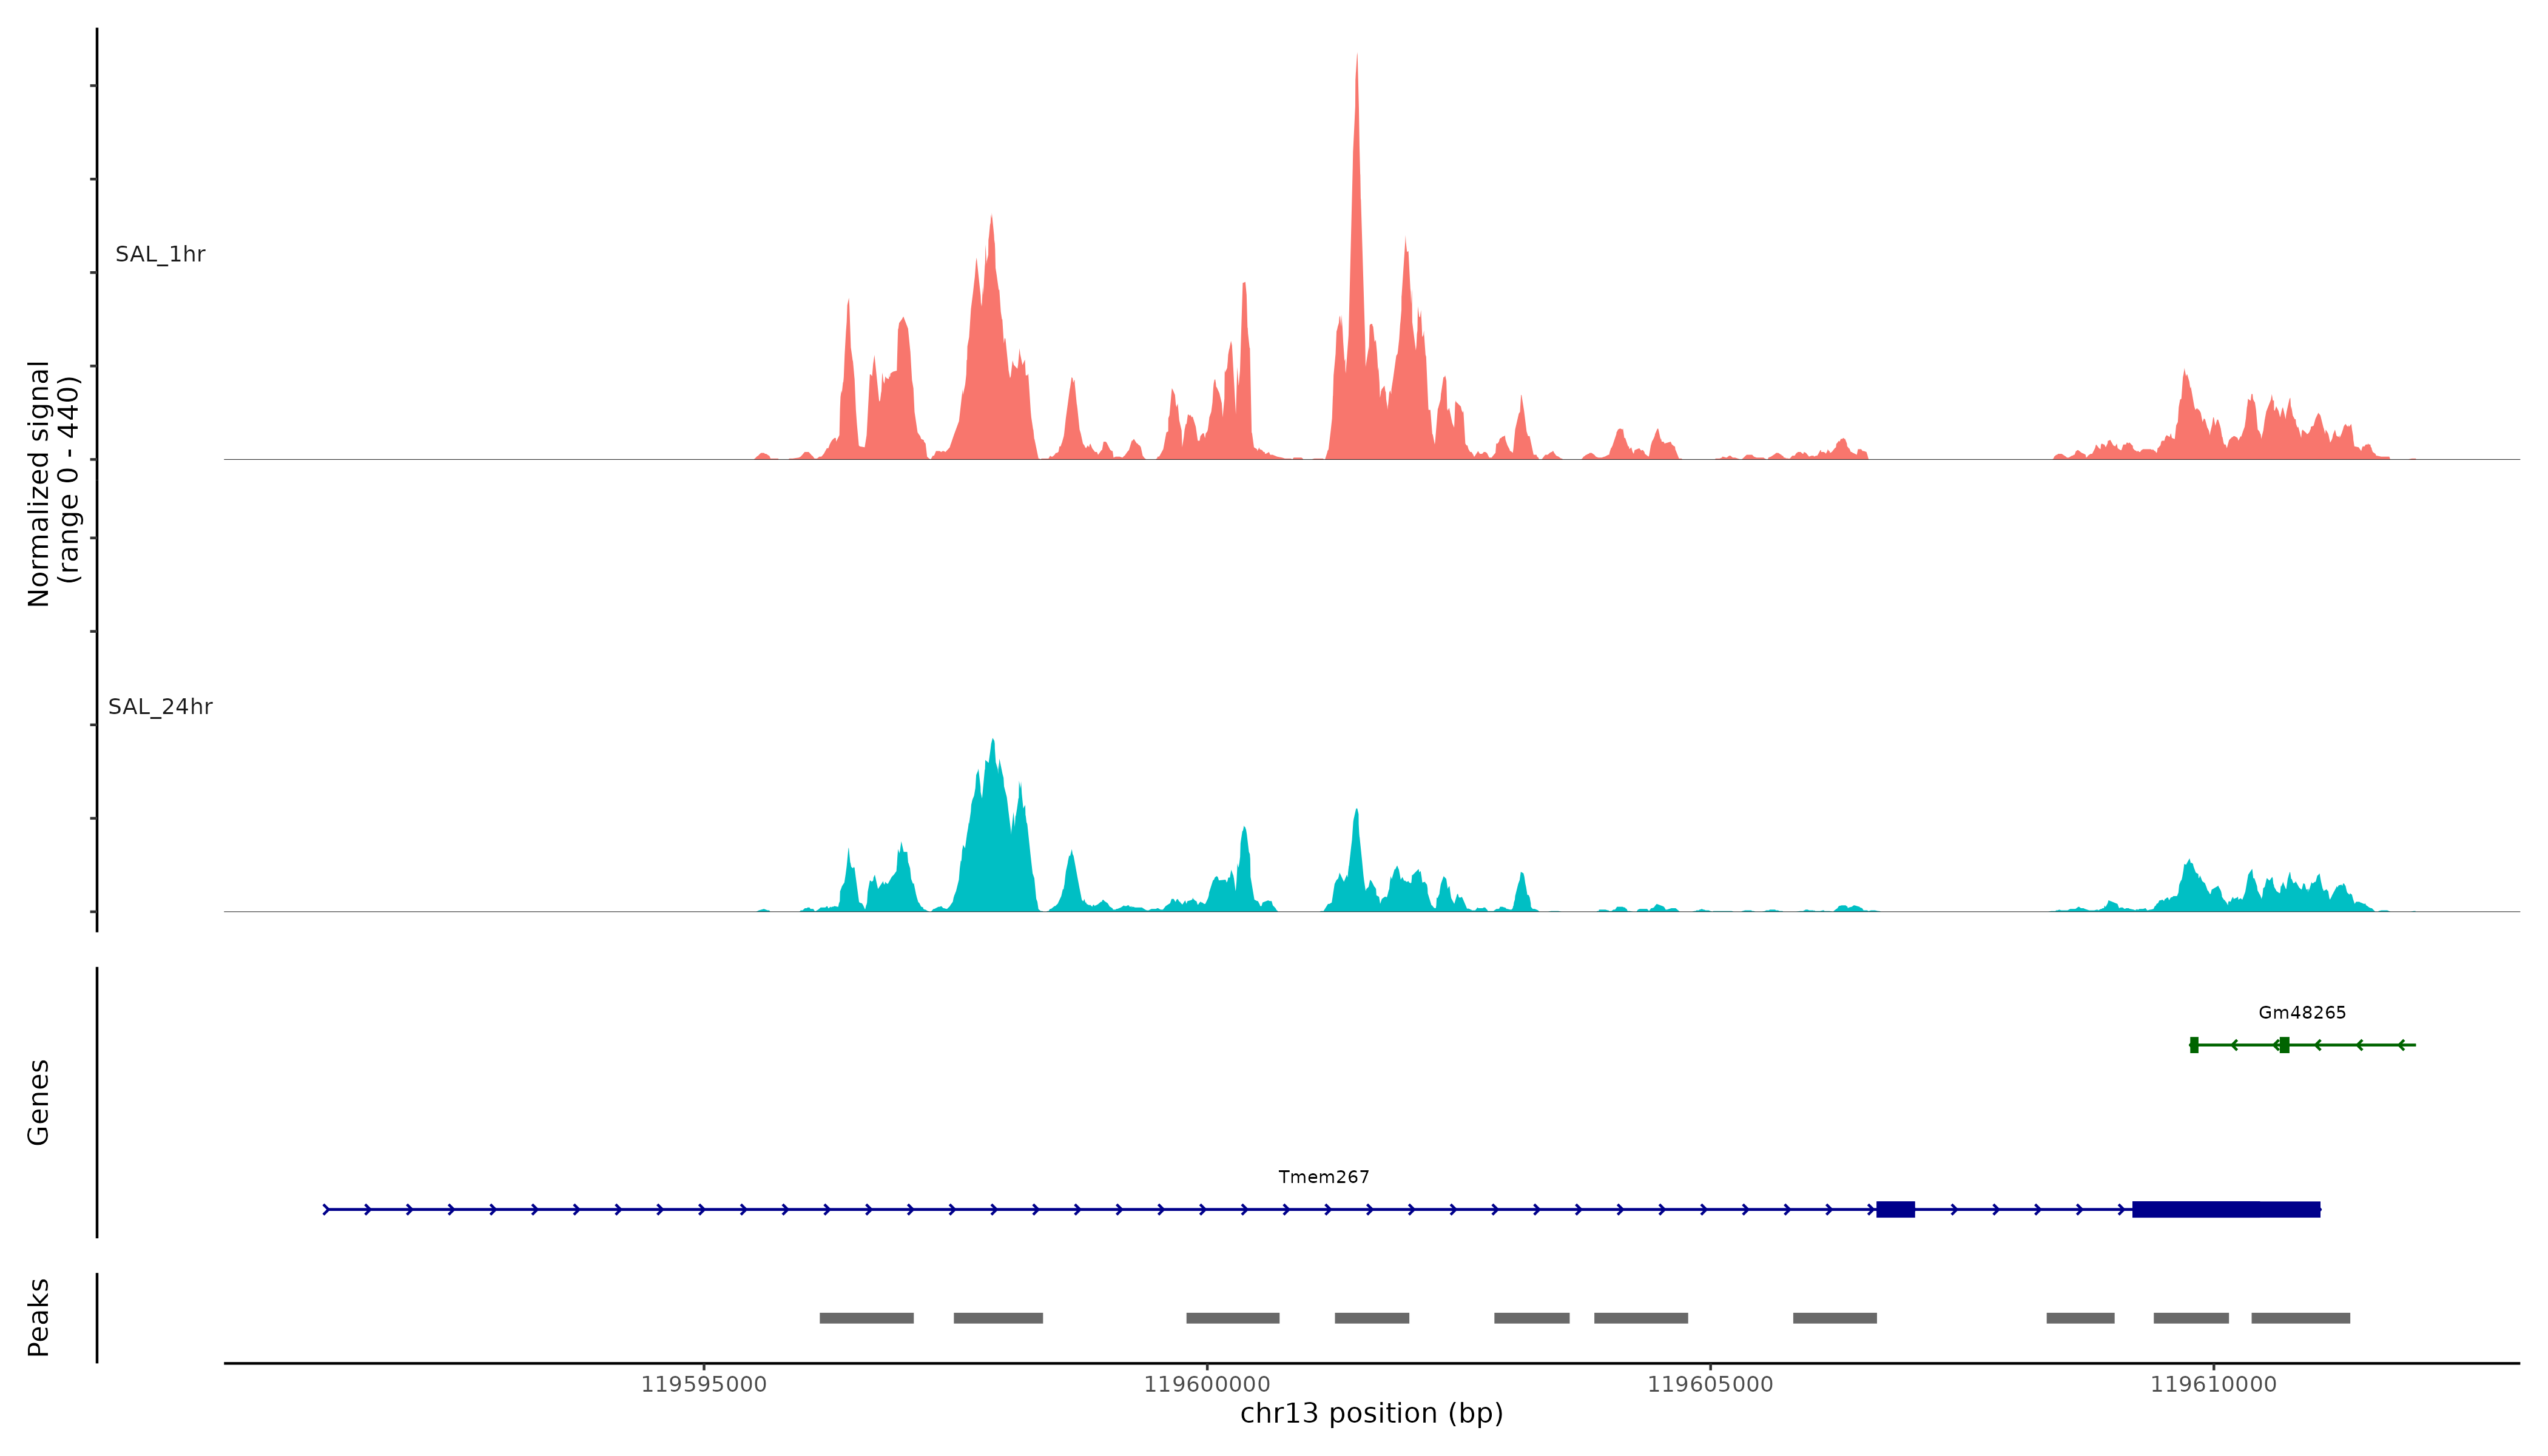 Normalized signal
(range 0 - 440)
SAL_1hr
SAL_24hr
Genes
Gm48265
Tmem267
Peaks
119595000
119600000
119605000
119610000
chr13 position (bp)